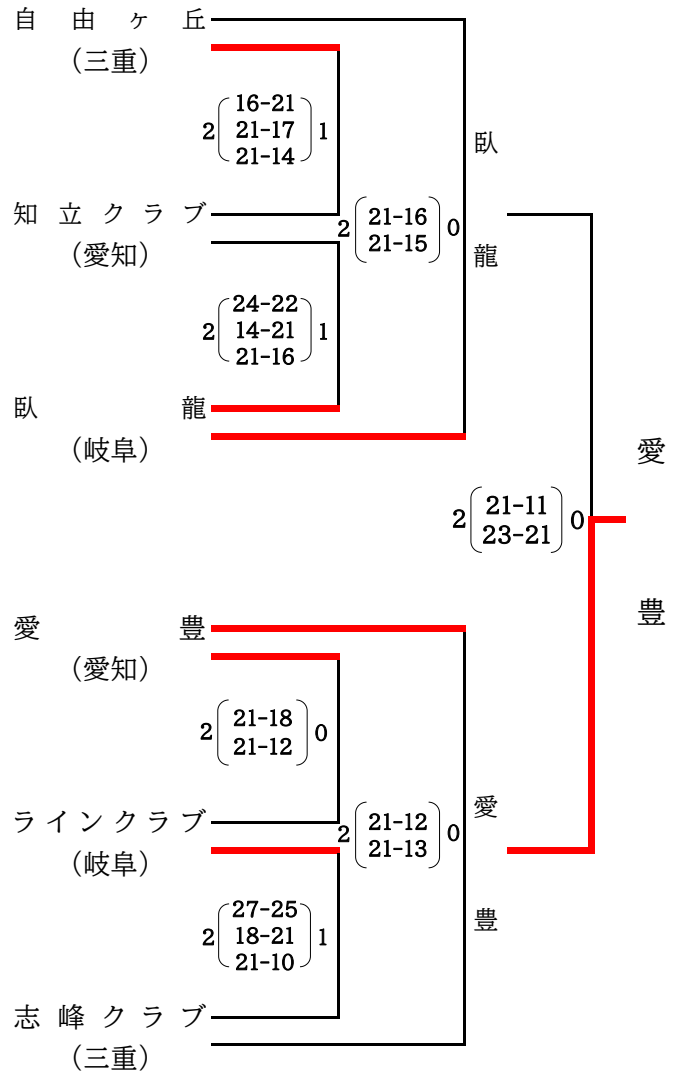 自由ヶ丘
（三重）
2 16-21 1
21-17
21-14
臥龍
知立クラブ
（愛知）
2 21-16 0
21-15
2 24-22 1
14-21
21-16
臥龍
（岐阜）
愛豊
2 21-11 0
23-21
愛豊
（愛知）
2 21-18 0
21-12
愛豊
ラインクラブ
（岐阜）
2 21-12 0
21-13
2 27-25 1
18-21
21-10
志峰クラブ
（三重）